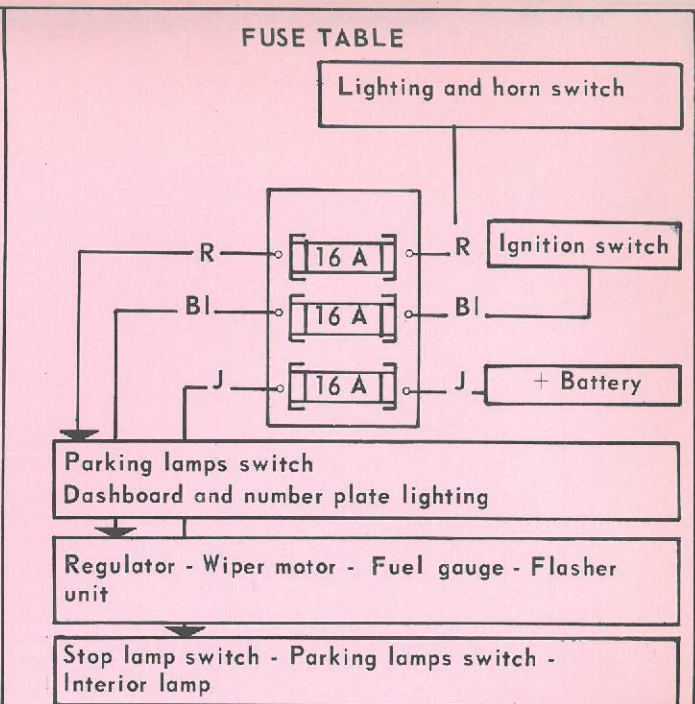 FUSE TABLE
Lighting and horn switch
R 16 A R Ignition switch
Bl 16 A Bl
J 16 A J + Battery
Parking lamps switch
Dashboard and number plate lighting
Regulator - Wiper motor - Fuel gauge - Flasher
unit
Stop lamp switch - Parking lamps switch -
Interior lamp